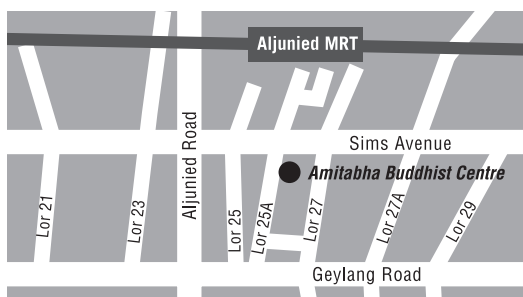 Aljunied MRT
Sims Avenue
Aljunied Road
Amitabha Buddhist Centre
Lor 21
Lor 23
Lor 25
Lor 25A
Lor 27
Lor 27A
Lor 29
Geylang Road